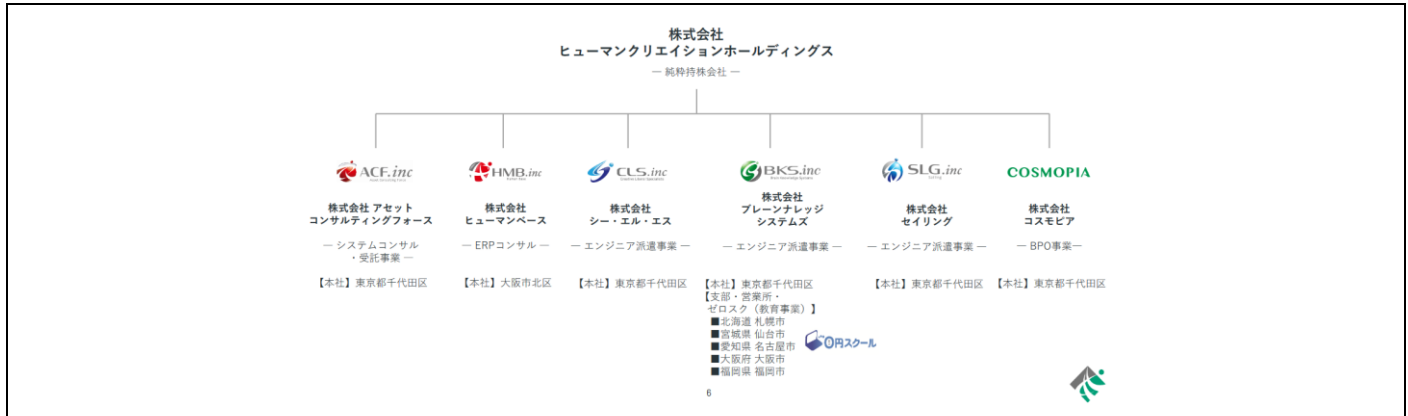 株式会社
ヒューマンクリエイションホールディングス
― 純粋持株会社 ―
ACF.inc
株式会社 アセット
コンサルティングフォース
― システムコンサル
・受託事業 ―
【本社】東京都千代田区
HMB.inc
株式会社
ヒューマンベース
― ERPコンサル ―
【本社】大阪市北区
CLS.inc
株式会社
シー・エル・エス
― エンジニア派遣事業 ―
【本社】東京都千代田区
BKS.inc
株式会社
ブレーンナレッジ
システムズ
― エンジニア派遣事業 ―
【本社】東京都千代田区
【支部・営業所・
ゼロスク（教育事業）】
■北海道 札幌市
■宮城県 仙台市
■愛知県 名古屋市
■大阪府 大阪市
■福岡県 福岡市
0円スクール
SLG.inc
株式会社
セイリング
― エンジニア派遣事業 ―
【本社】東京都千代田区
COSMOPIA
株式会社
コスモピア
― BPO事業―
【本社】東京都千代田区
6